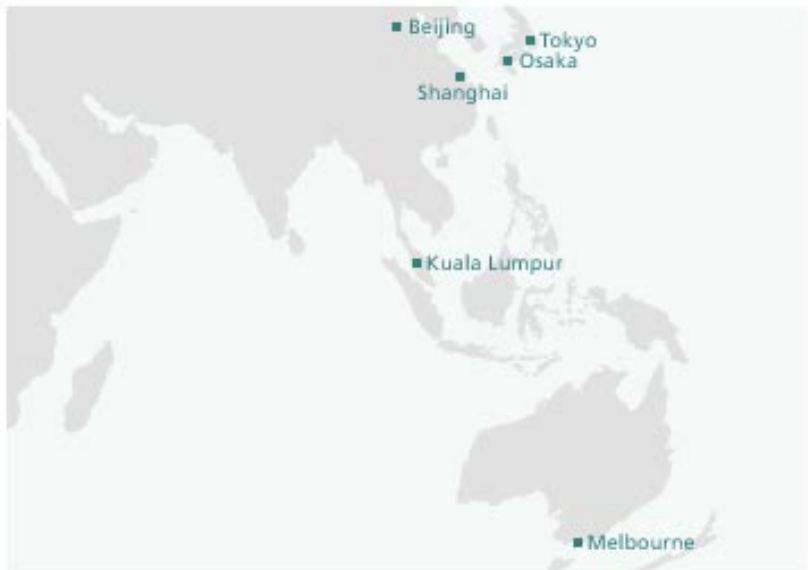 Beijing
Tokyo
Osaka
Shanghai
Kuala Lumpur
Melbourne